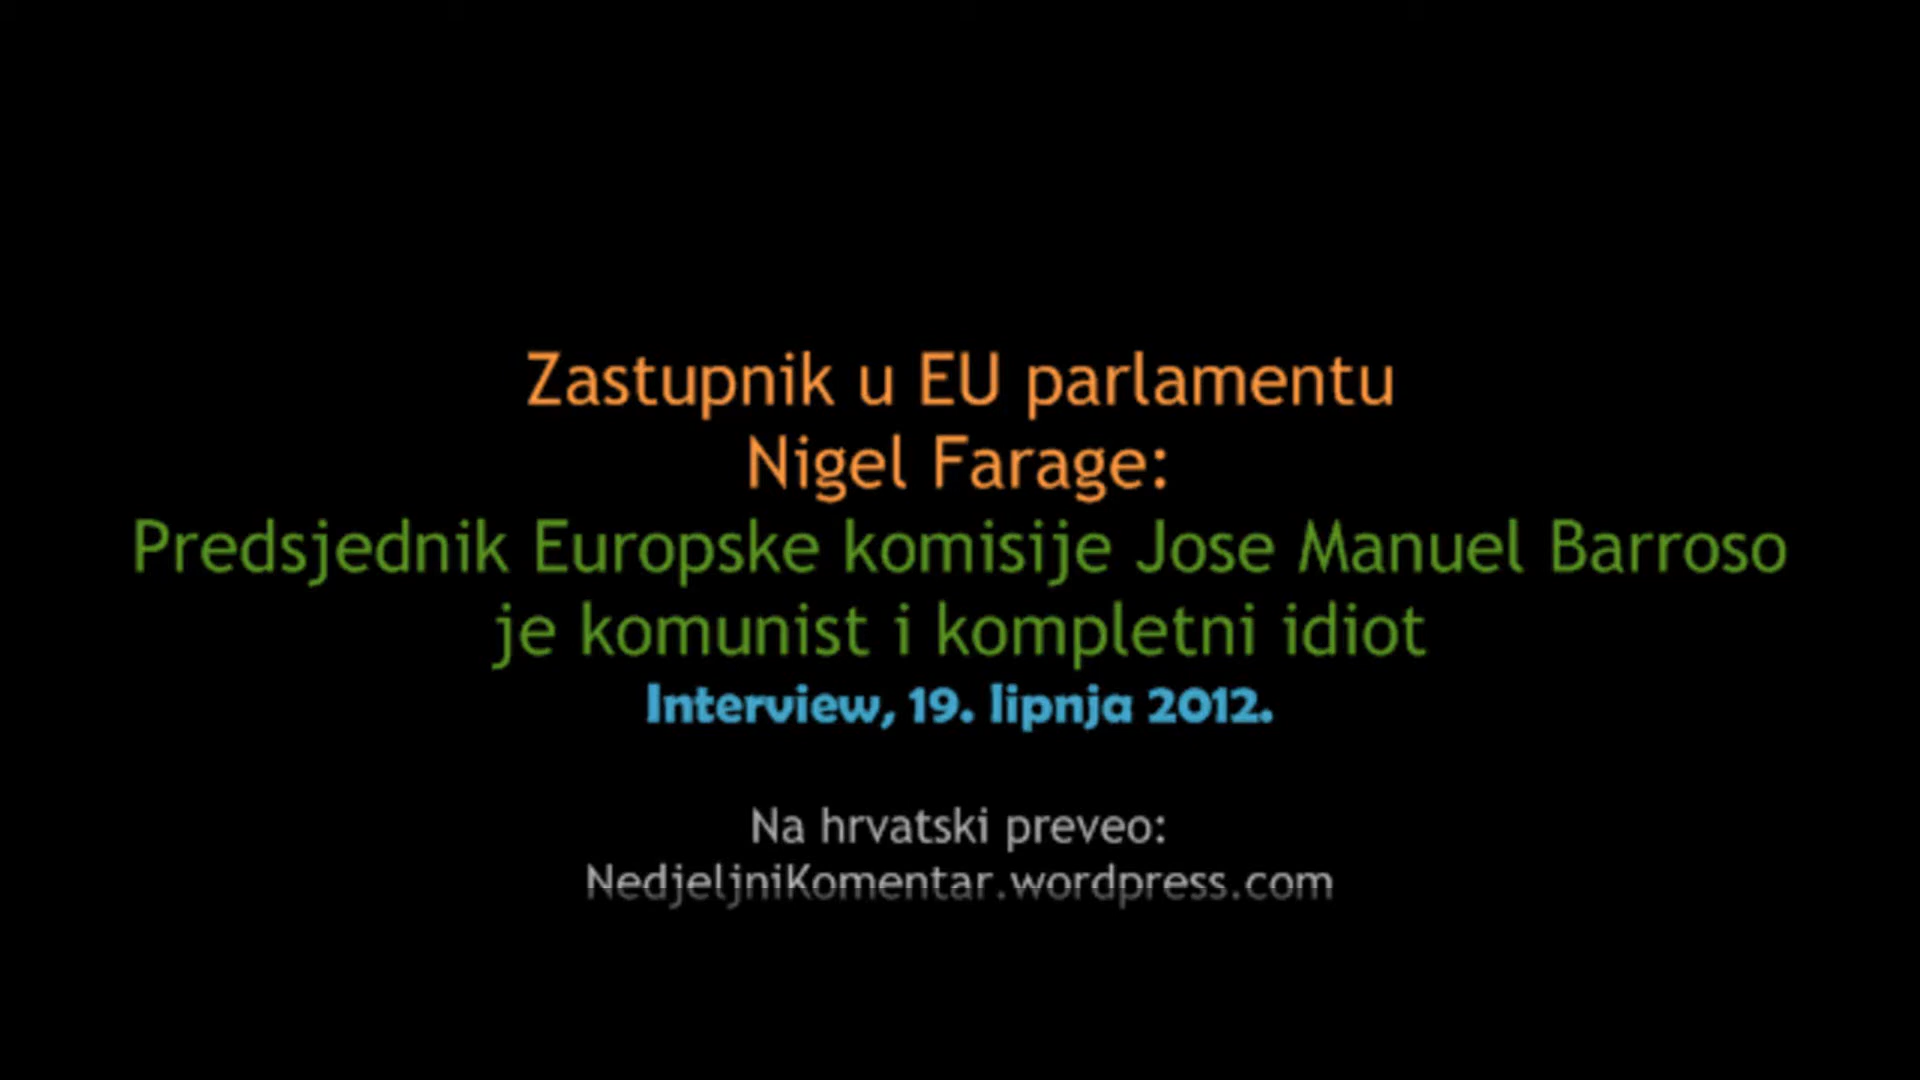 Zastupnik u EU parlamentu
Nigel Farage:
Predsjednik Europske komisije Jose Manuel Barroso
je komunist i kompletni idiot
Interview, 19. lipnja 2012.
Na hrvatski preveo:
NedjeljniKomentar.wordpress.com